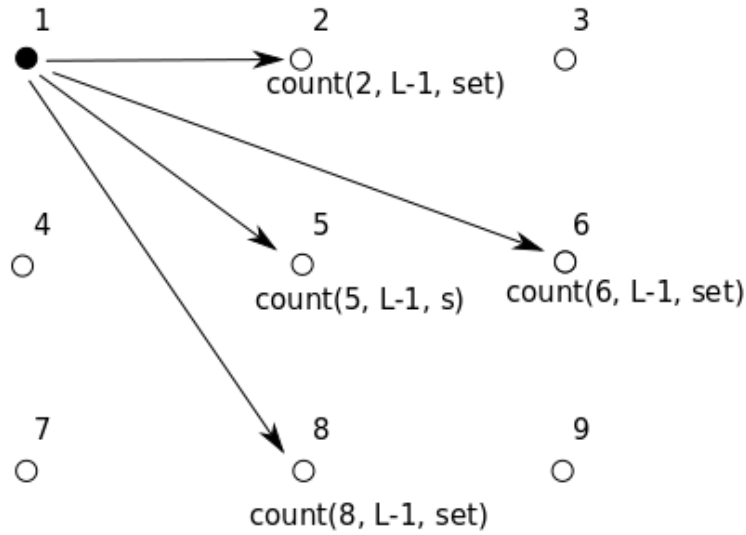 1 2 3
count(2, L-1, set)
4 5 6
count(5, L-1, s) count(6, L-1, set)
7 8 9
count(8, L-1, set)